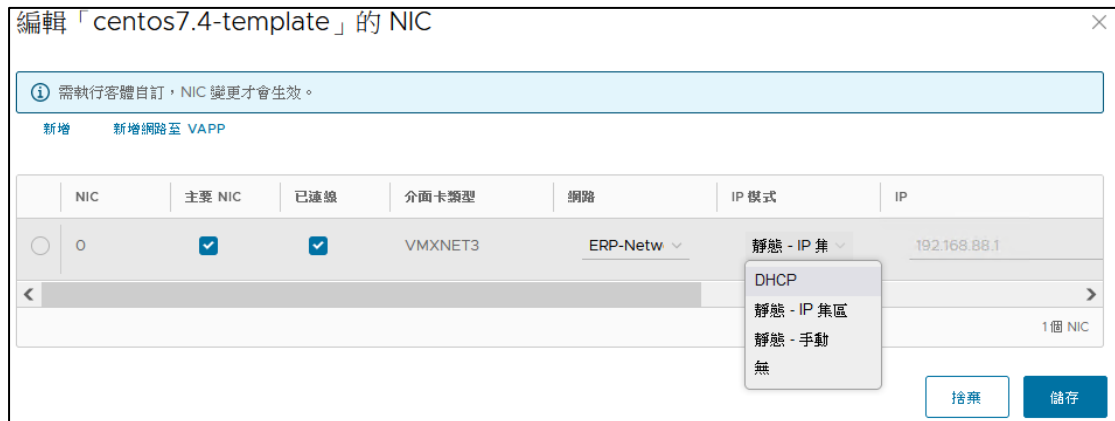 編輯「centos7.4-template」的 NIC
需執行客體自訂，NIC 變更才會生效。
新增 新增網路至 VAPP
NIC 主要 NIC 已連線 介面卡類型 網路 IP 模式 IP
0 VMXNET3 ERP-Netw 靜態 - IP 集 192.168.88.1
DHCP
靜態 - IP 集區
靜態 - 手動
無
1 個 NIC
捨棄 儲存